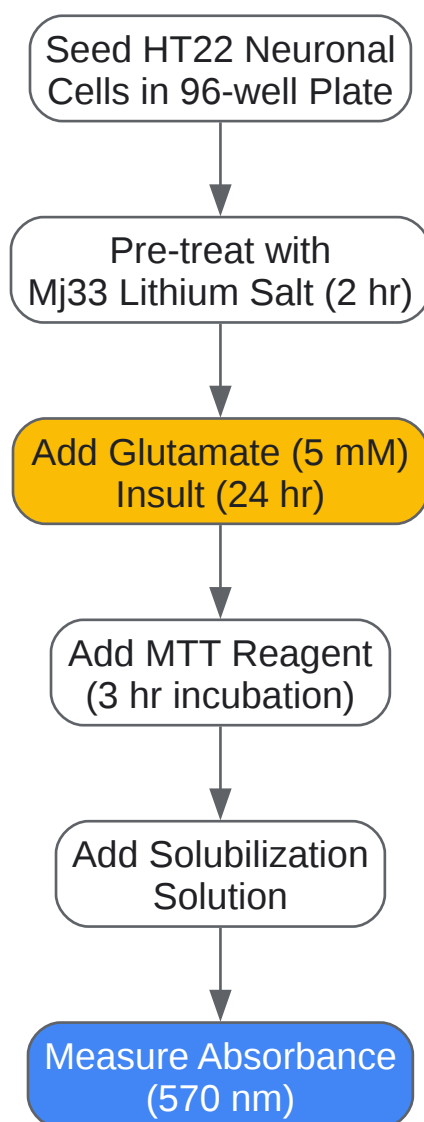 Seed HT22 Neuronal
Cells in 96-well Plate
Pre-treat with
Mj33 Lithium Salt (2 hr)
Add Glutamate (5 mM)
Insult (24 hr)
Add MTT Reagent
(3 hr incubation)
Add Solubilization
Solution
Measure Absorbance
(570 nm)